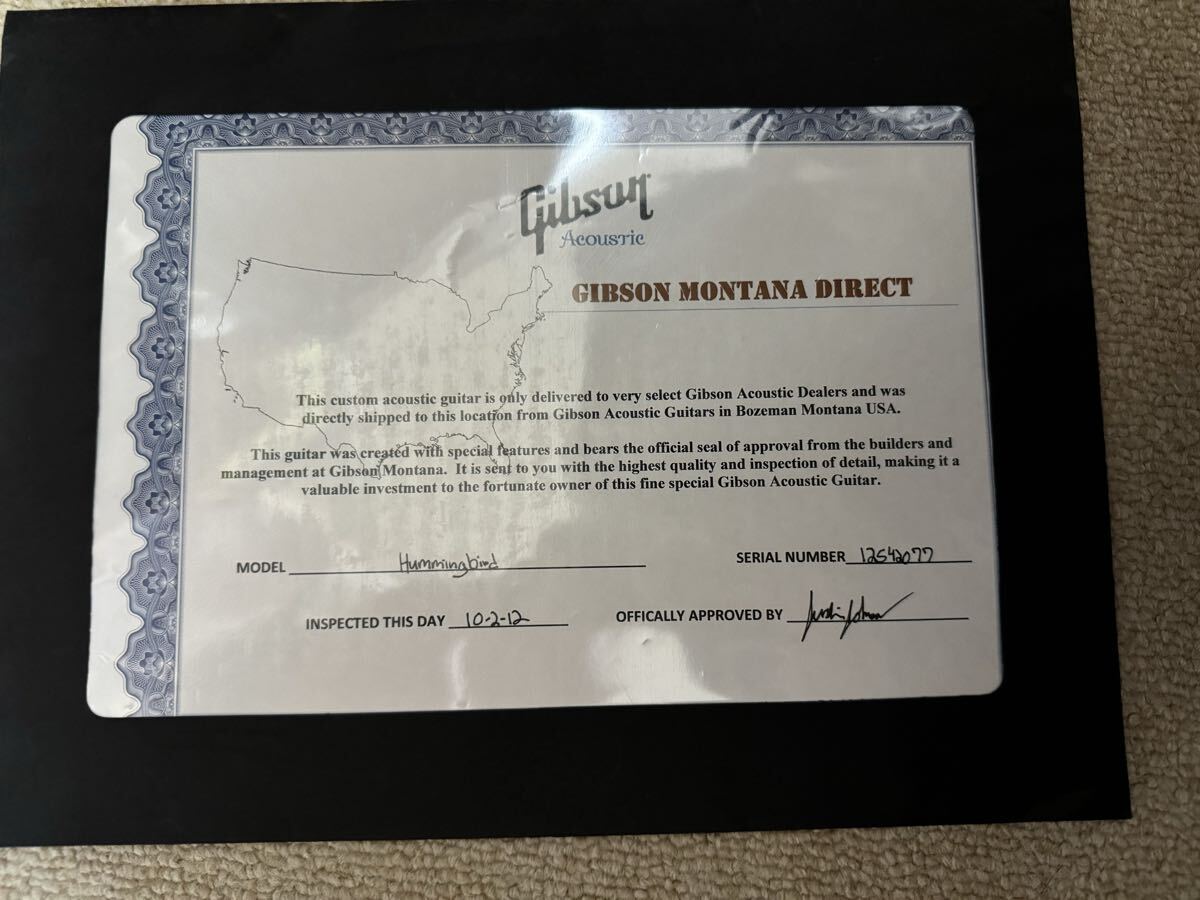 Gibson
Acoustic
GIBSON MONTANA DIRECT
This custom acoustic guitar is only delivered to very select Gibson Acoustic Dealers and was
directly shipped to this location from Gibson Acoustic Guitars in Bozeman Montana USA.
This guitar was created with special features and bears the official seal of approval from the builders and
management at Gibson Montana. It is sent to you with the highest quality and inspection of detail, making it a
valuable investment to the fortunate owner of this fine special Gibson Acoustic Guitar.
MODEL Hummingbird SERIAL NUMBER 12542077
INSPECTED THIS DAY 10-2-12 OFFICALLY APPROVED BY